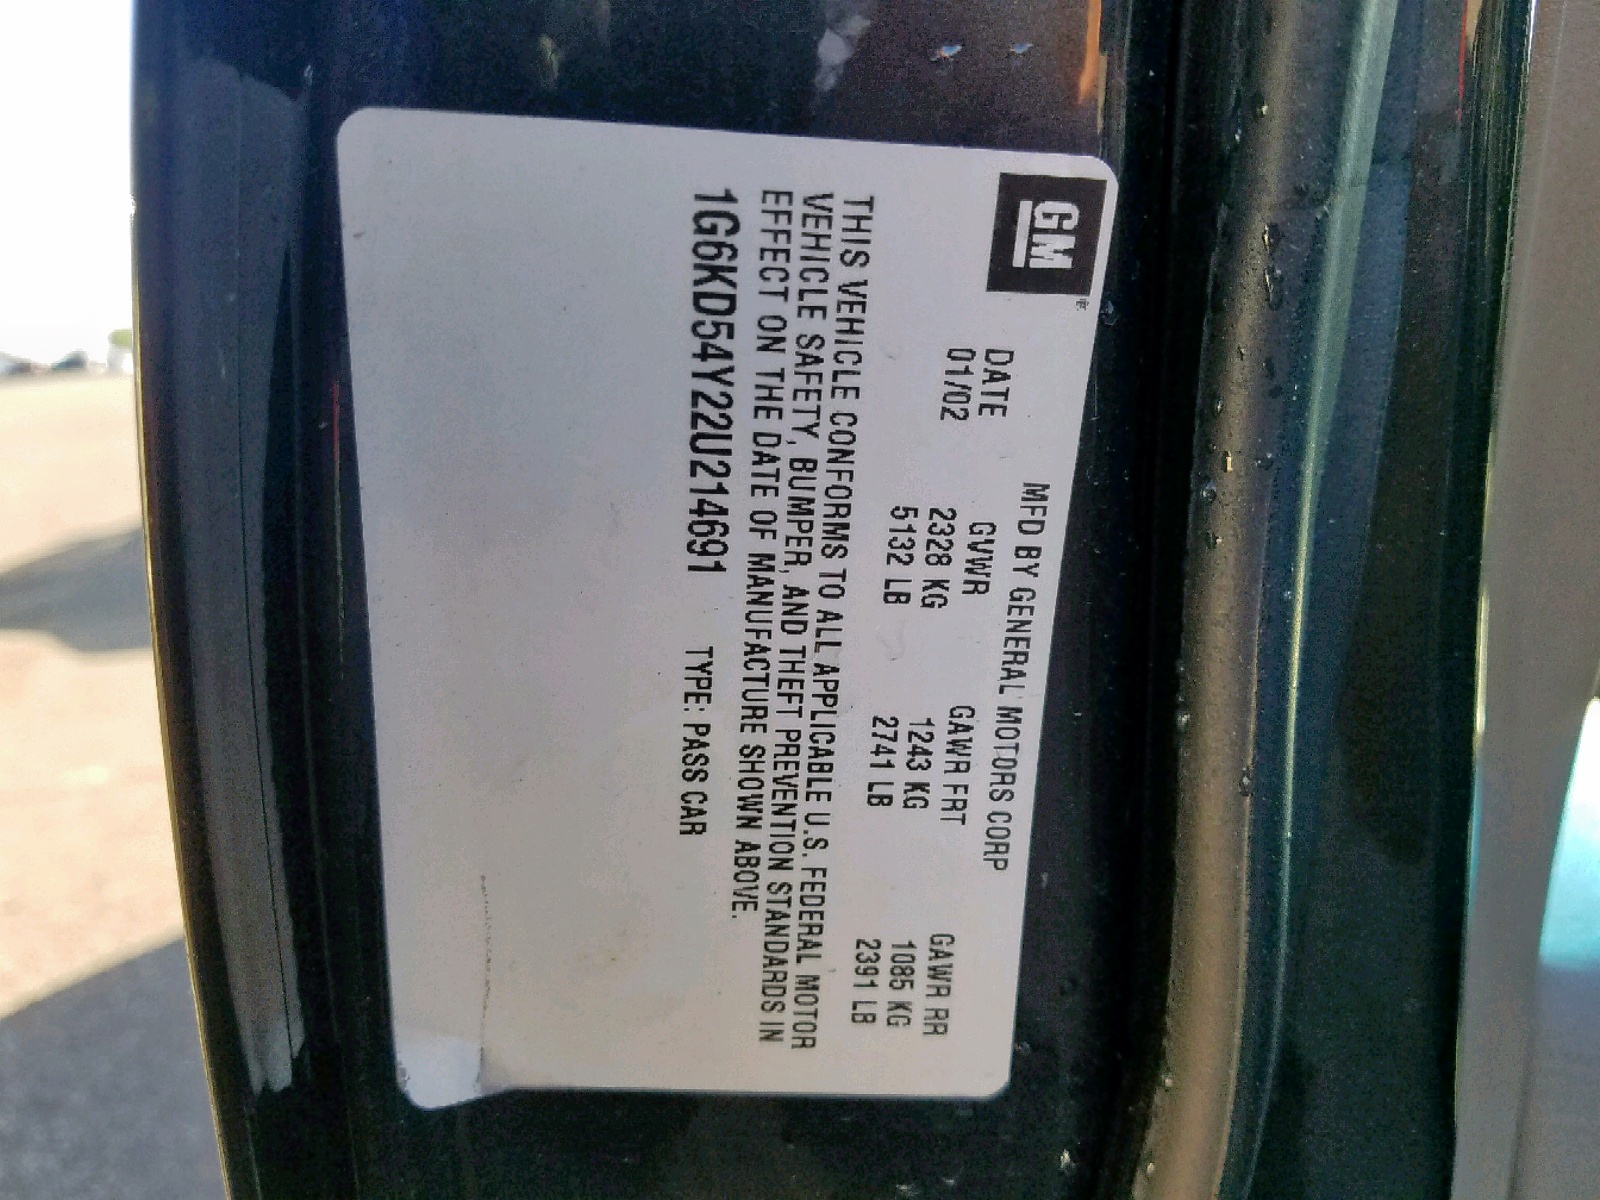 GM
MFD BY GENERAL MOTORS CORP
DATE GVWR GAWR FRT GAWR RR
01/02 2328 KG 1243 KG 1085 KG
5132 LB 2741 LB 2391 LB
THIS VEHICLE CONFORMS TO ALL APPLICABLE U.S. FEDERAL MOTOR
VEHICLE SAFETY, BUMPER, AND THEFT PREVENTION STANDARDS IN
EFFECT ON THE DATE OF MANUFACTURE SHOWN ABOVE.
1G6KD54Y22U214691 TYPE: PASS CAR